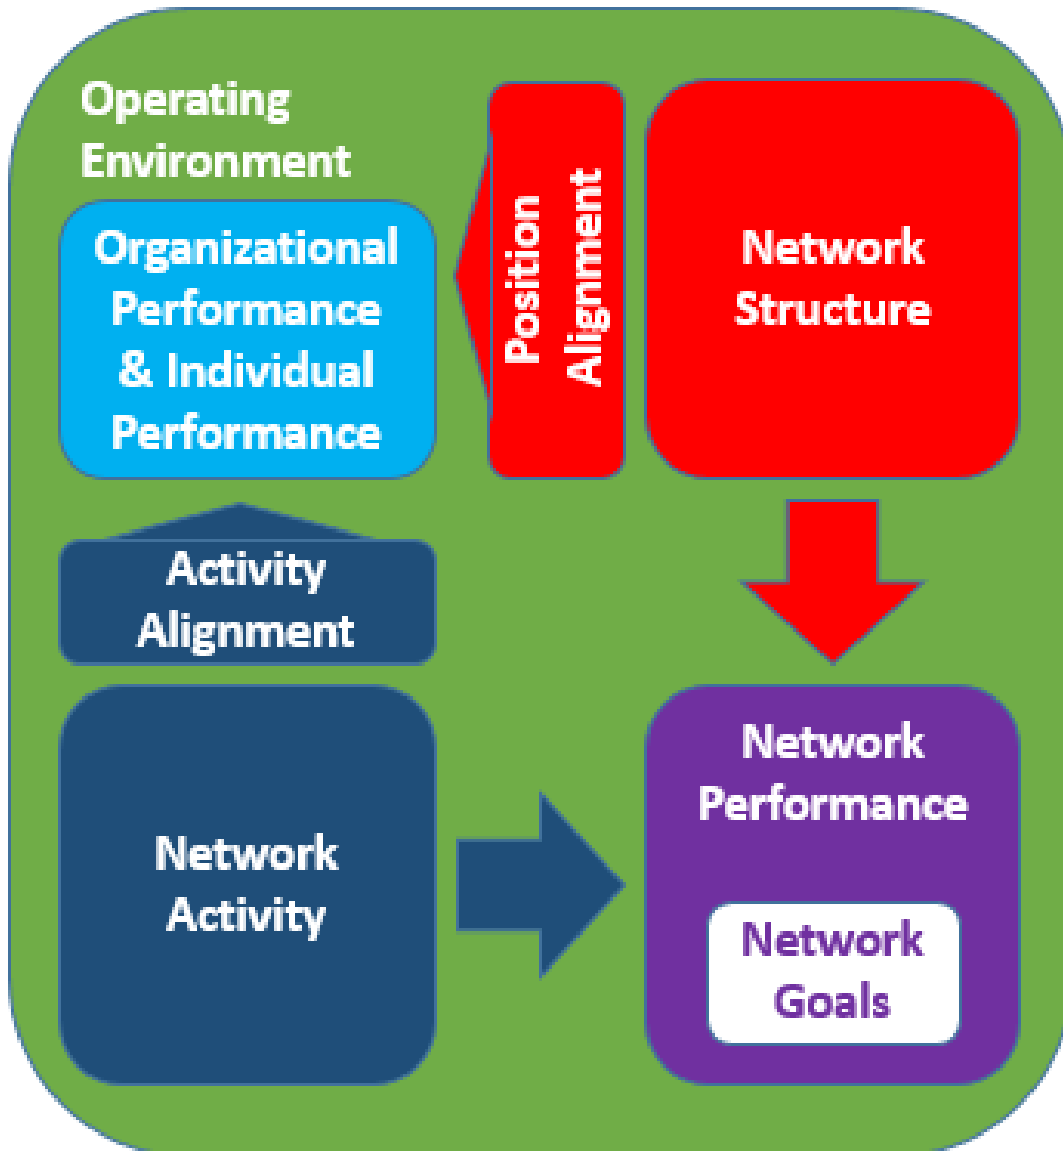 Operating
Environment
Organizational
Performance
& Individual
Performance
Position
Alignment
Network
Structure
Activity
Alignment
Network
Activity
Network
Performance
Network
Goals